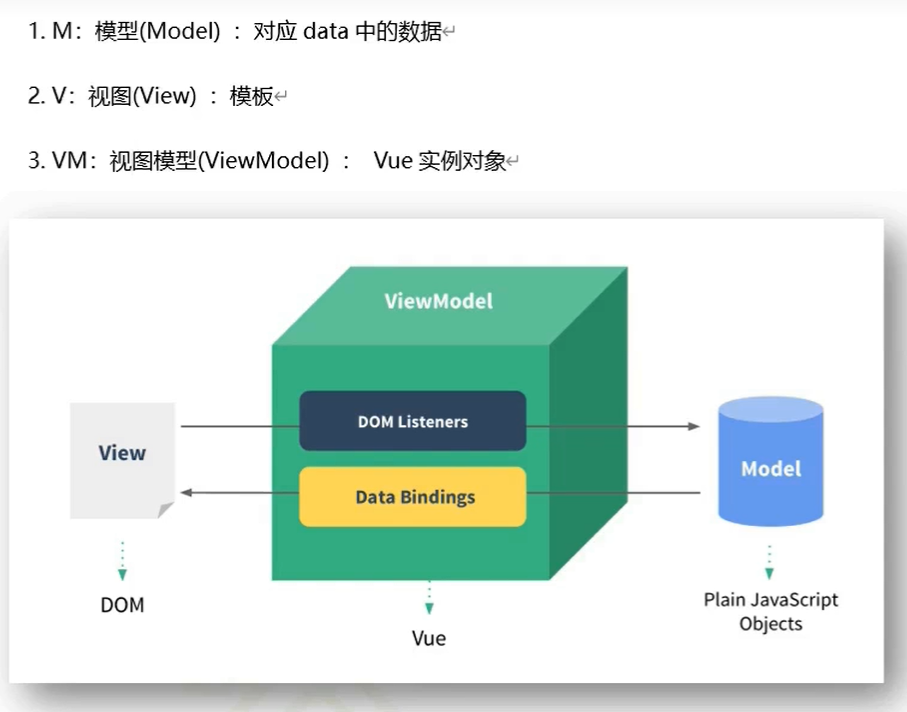 1. M：模型(Model) ：对应 data 中的数据↵
2. V：视图(View) ：模板↵
3. VM：视图模型(ViewModel) ： Vue 实例对象↵
ViewModel
DOM Listeners
View
Data Bindings
Model
DOM
Vue
Plain JavaScript
Objects